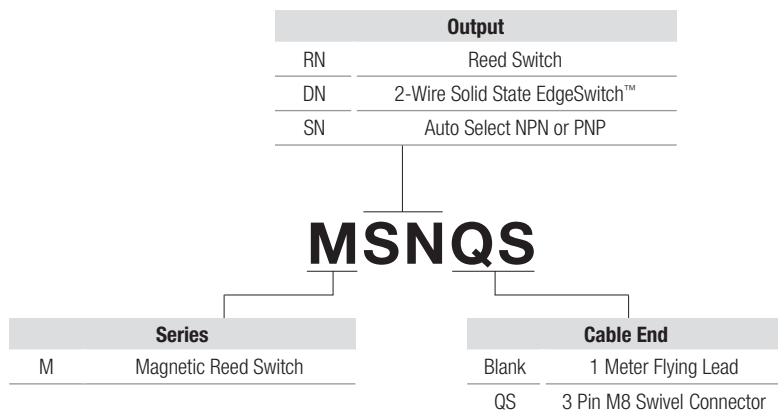 Output
RN Reed Switch
DN 2-Wire Solid State EdgeSwitch™
SN Auto Select NPN or PNP
MSNQS
Series
M Magnetic Reed Switch
Cable End
Blank 1 Meter Flying Lead
QS 3 Pin M8 Swivel Connector